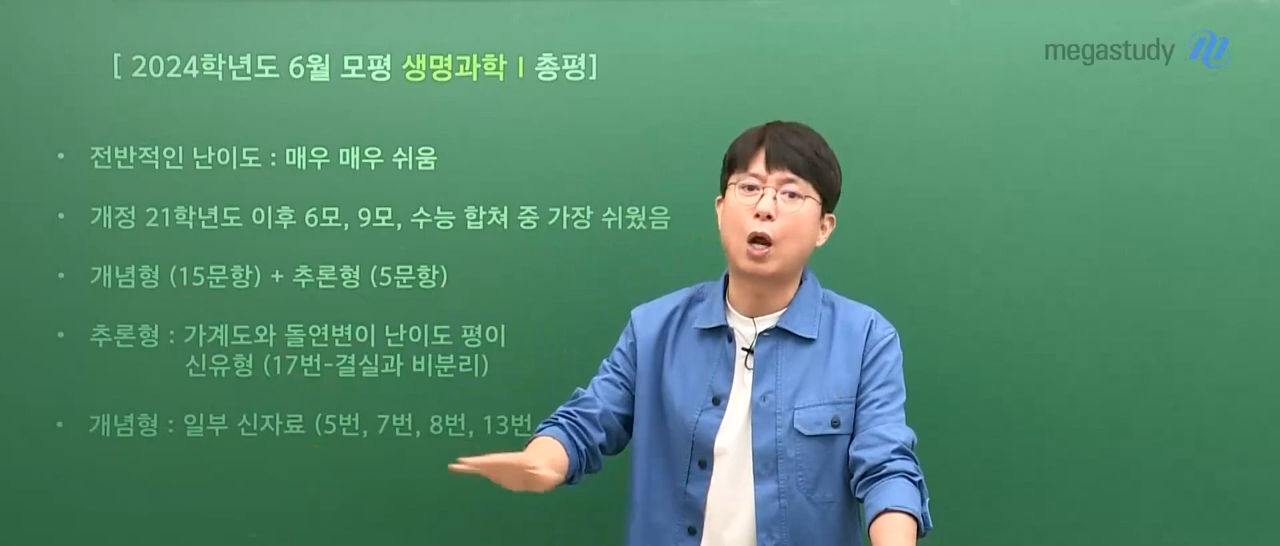 [ 2024학년도 6월 모평 생명과학 I 총평]
megastudy
• 전반적인 난이도 : 매우 매우 쉬움
• 개정 21학년도 이후 6모, 9모, 수능 합쳐 중 가장 쉬웠음
• 개념형 (15문항) + 추론형 (5문항)
• 추론형 : 가계도와 돌연변이 난이도 평이
신유형 (17번-결실과 비분리)
• 개념형 : 일부 신자료 (5번, 7번, 8번, 13번